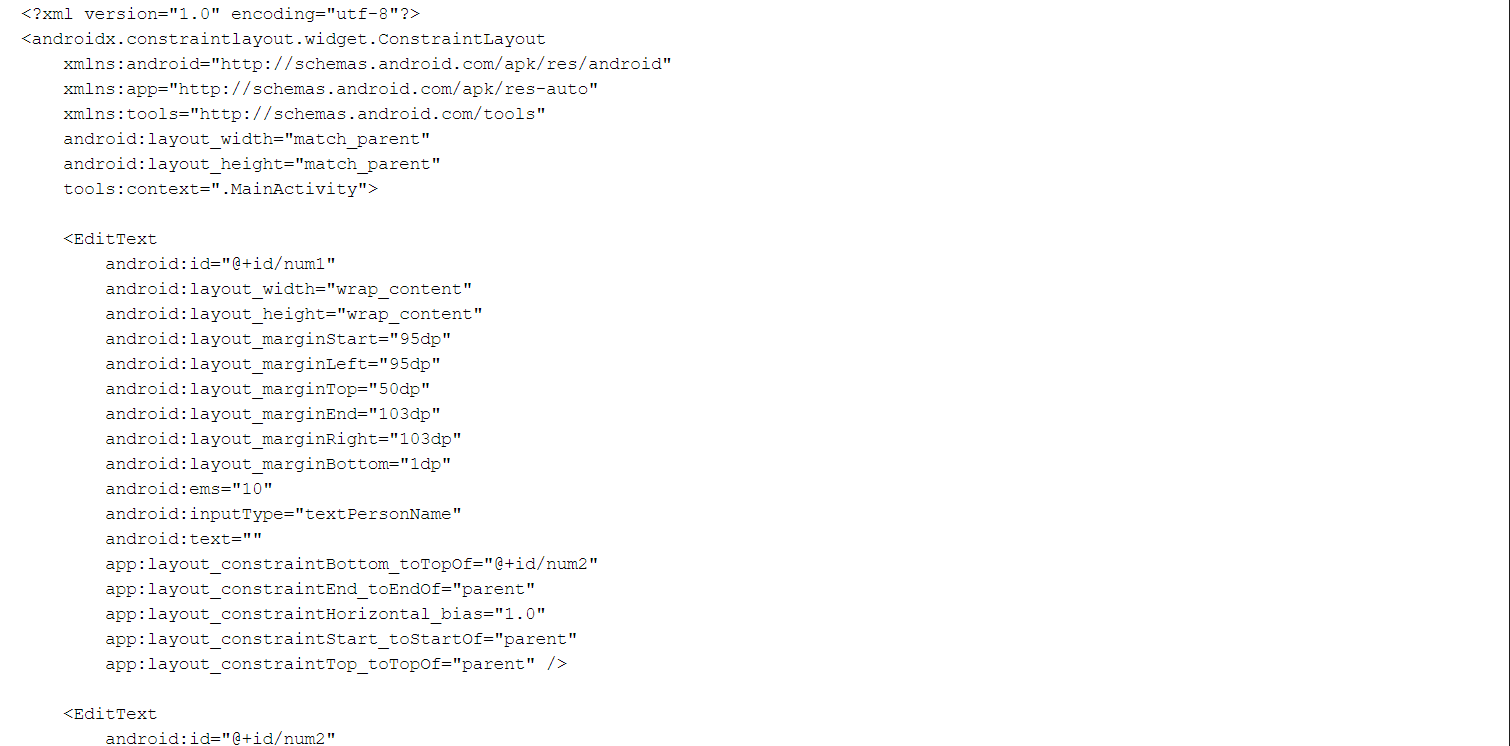 <?xml version="1.0" encoding="utf-8"?>
<androidx.constraintlayout.widget.ConstraintLayout
    xmlns:android="http://schemas.android.com/apk/res/android"
    xmlns:app="http://schemas.android.com/apk/res-auto"
    xmlns:tools="http://schemas.android.com/tools"
    android:layout_width="match_parent"
    android:layout_height="match_parent"
    tools:context=".MainActivity">

    <EditText
        android:id="@+id/num1"
        android:layout_width="wrap_content"
        android:layout_height="wrap_content"
        android:layout_marginStart="95dp"
        android:layout_marginLeft="95dp"
        android:layout_marginTop="50dp"
        android:layout_marginEnd="103dp"
        android:layout_marginRight="103dp"
        android:layout_marginBottom="1dp"
        android:ems="10"
        android:inputType="textPersonName"
        android:text=""
        app:layout_constraintBottom_toTopOf="@+id/num2"
        app:layout_constraintEnd_toEndOf="parent"
        app:layout_constraintHorizontal_bias="1.0"
        app:layout_constraintStart_toStartOf="parent"
        app:layout_constraintTop_toTopOf="parent" />

    <EditText
        android:id="@+id/num2"